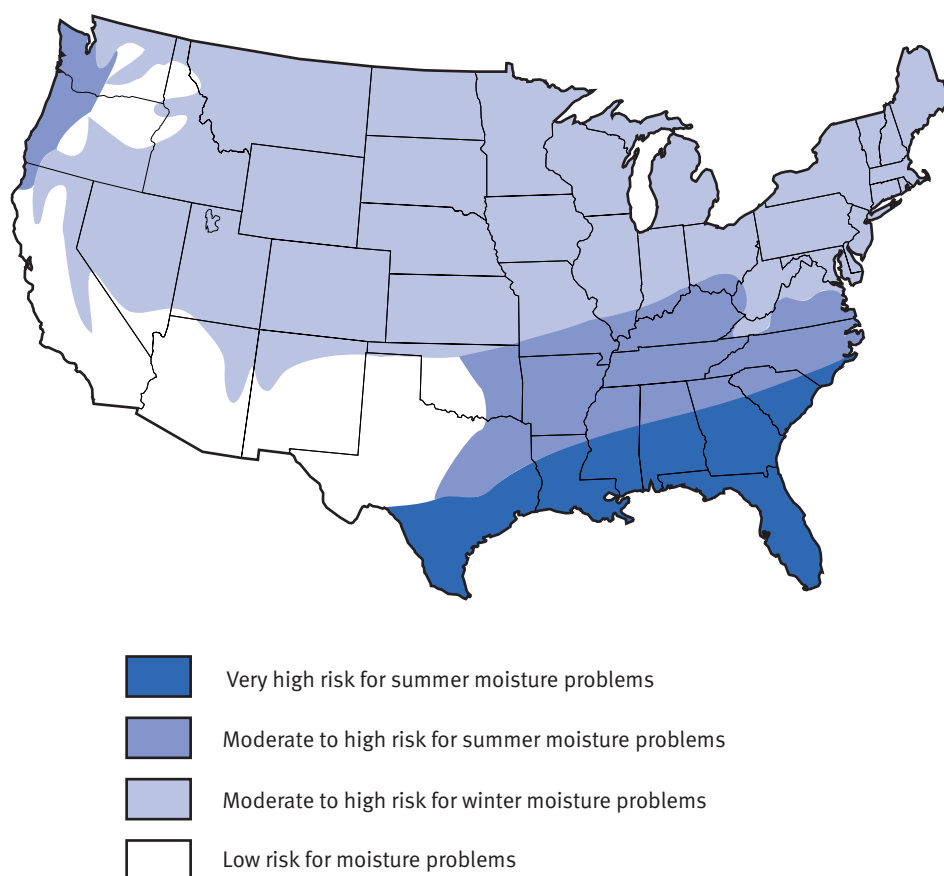 Very high risk for summer moisture problems
Moderate to high risk for summer moisture problems
Moderate to high risk for winter moisture problems
Low risk for moisture problems